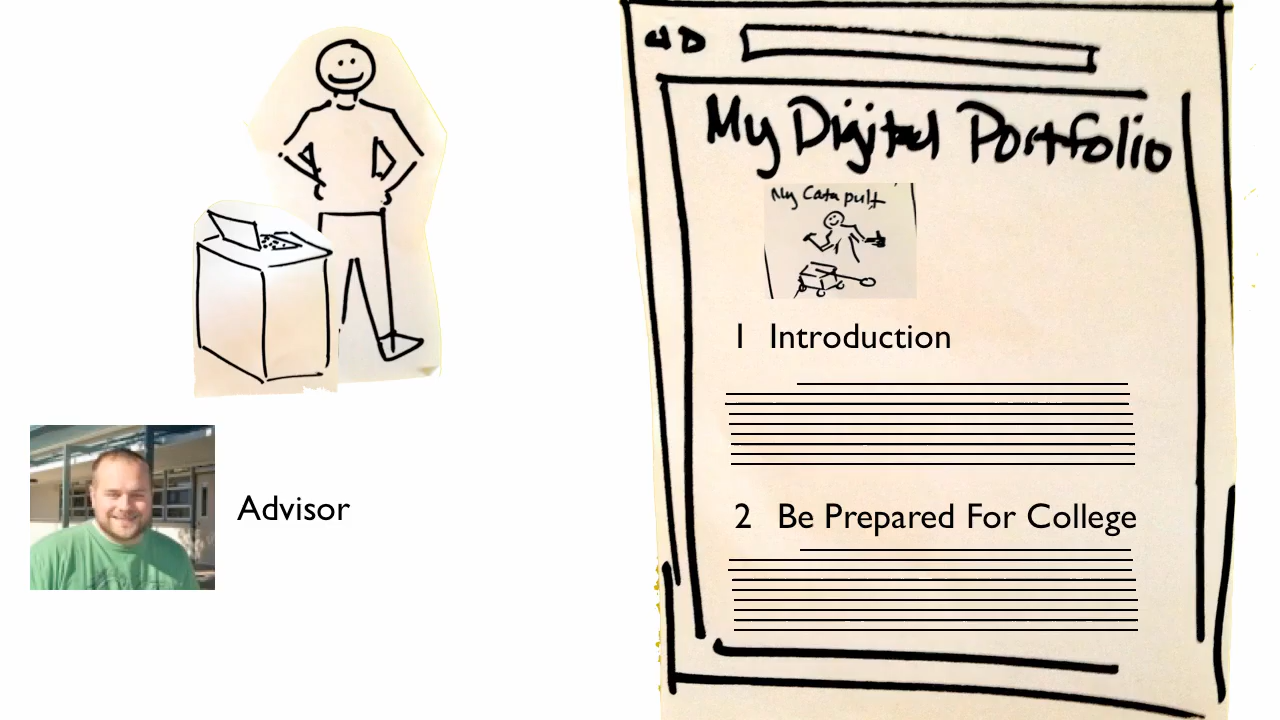 My Digital Portfolio
My Catapult
1 Introduction
2 Be Prepared For College
Advisor